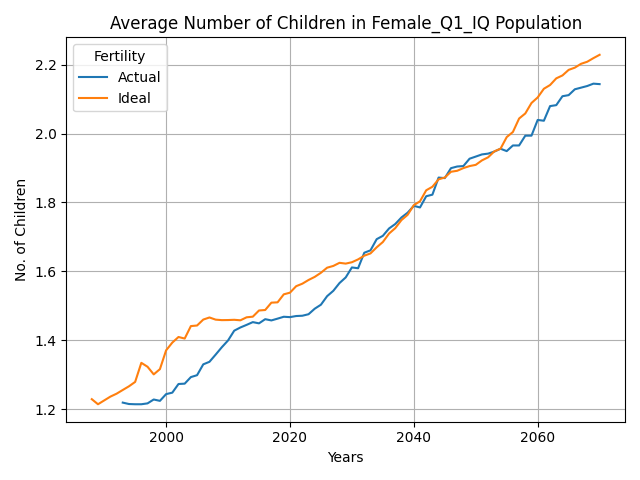 Average Number of Children in Female_Q1_IQ Population
Fertility
Actual
Ideal
No. of Children
2.2
2.0
1.8
1.6
1.4
1.2
2000
2020
2040
2060
Years